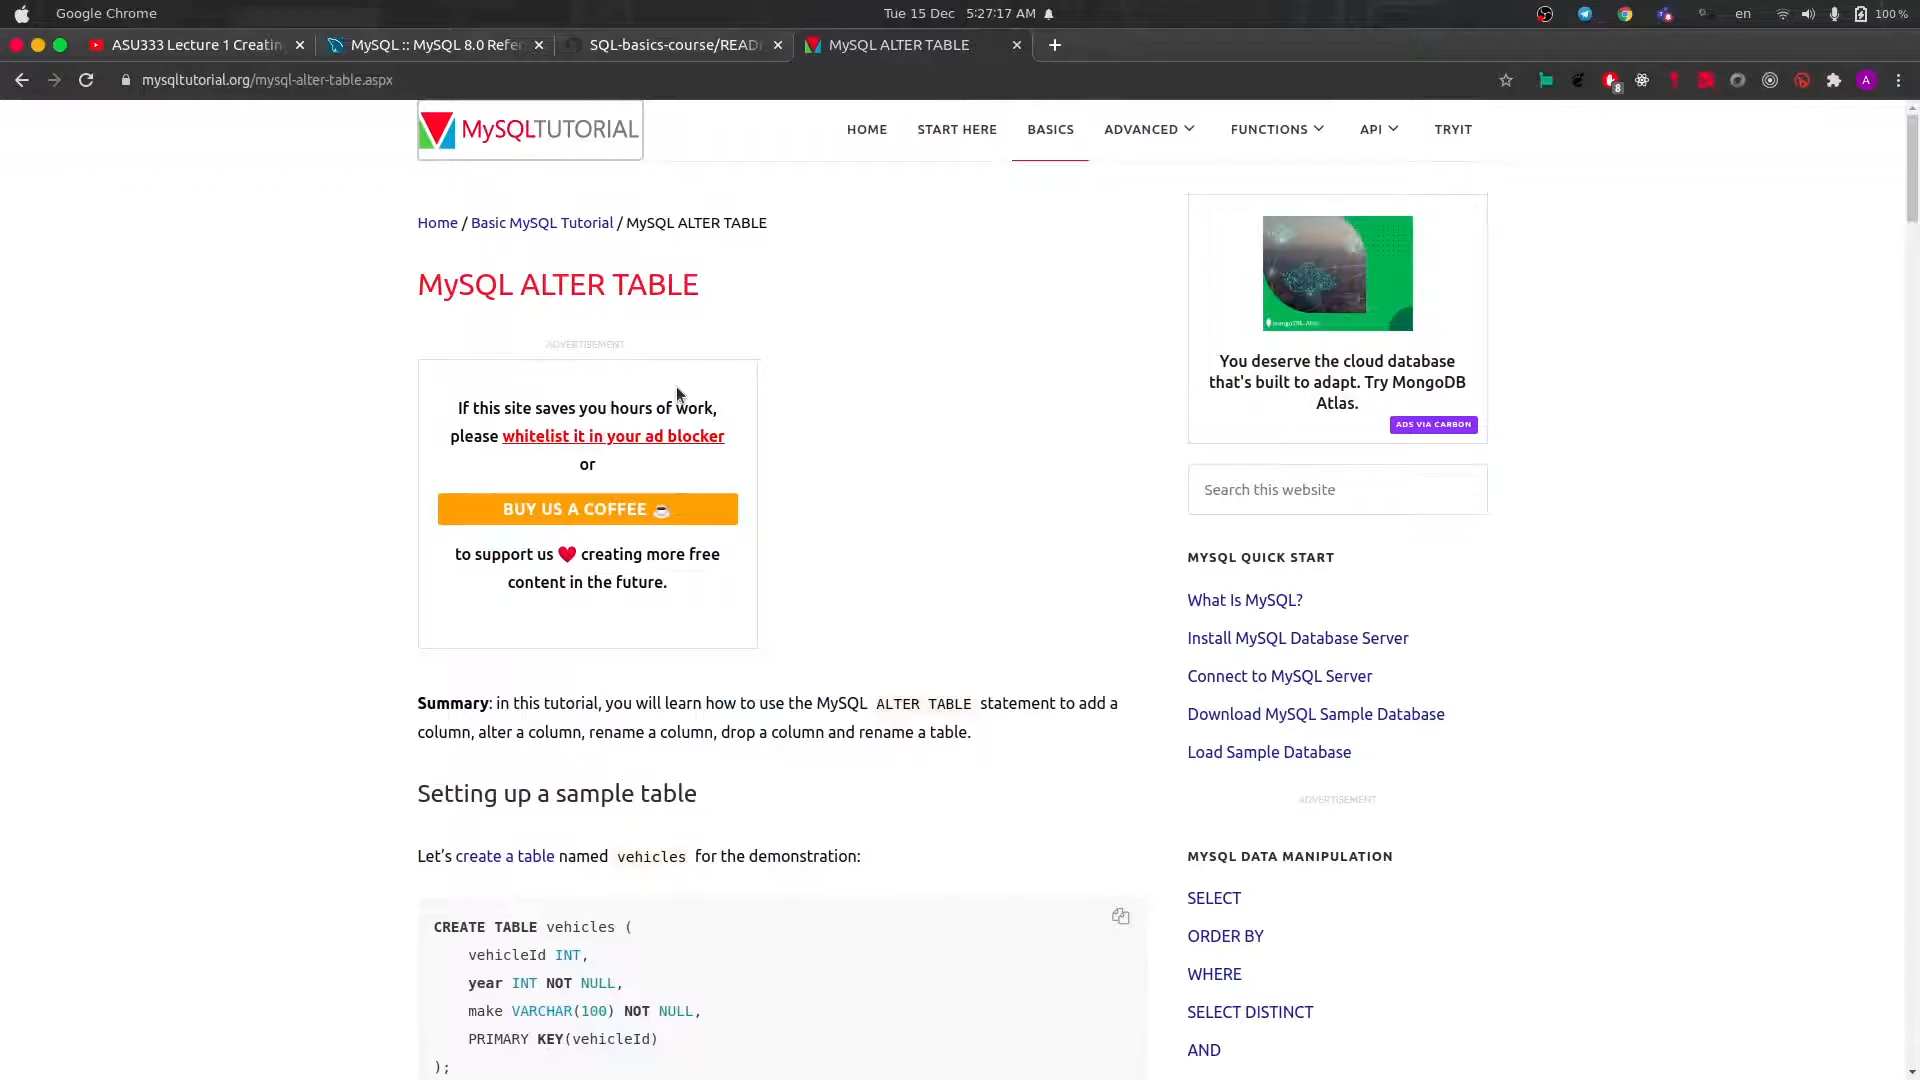 Google Chrome
Tue 15 Dec 5:27:17 AM
en
100 %
ASU333 Lecture 1 Creatin
MySQL :: MySQL 8.0 Refe
SQL-basics-course/READ
MySQL ALTER TABLE
mysqltutorial.org/mysql-alter-table.aspx
8
A
MySQLTUTORIAL
HOME
START HERE
BASICS
ADVANCED
FUNCTIONS
API
TRYIT
Home / Basic MySQL Tutorial / MySQL ALTER TABLE
MySQL ALTER TABLE
ADVERTISEMENT
If this site saves you hours of work,
please whitelist it in your ad blocker
or
BUY US A COFFEE ☕
to support us ❤️ creating more free
content in the future.
Summary: in this tutorial, you will learn how to use the MySQL ALTER TABLE statement to add a
column, alter a column, rename a column, drop a column and rename a table.
Setting up a sample table
Let’s create a table named vehicles for the demonstration:
CREATE TABLE vehicles (
vehicleId INT,
year INT NOT NULL,
make VARCHAR(100) NOT NULL,
PRIMARY KEY(vehicleId)
);
You deserve the cloud database
that's built to adapt. Try MongoDB
Atlas.
ADS VIA CARBON
Search this website
MYSQL QUICK START
What Is MySQL?
Install MySQL Database Server
Connect to MySQL Server
Download MySQL Sample Database
Load Sample Database
ADVERTISEMENT
MYSQL DATA MANIPULATION
SELECT
ORDER BY
WHERE
SELECT DISTINCT
AND